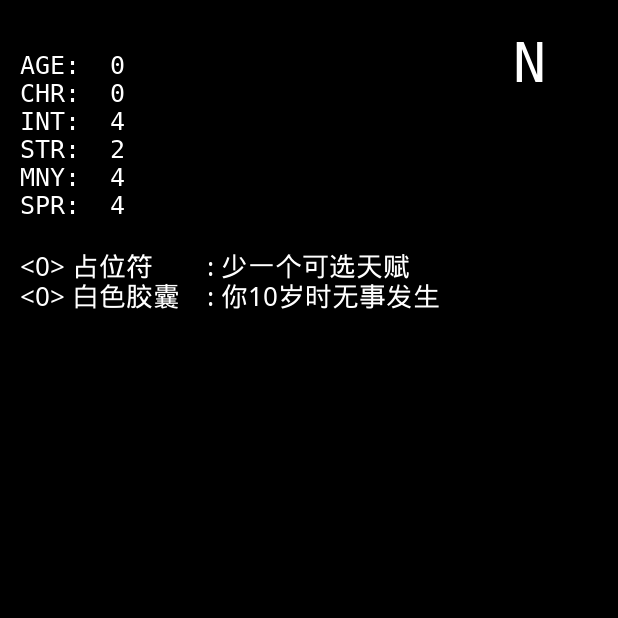 N
AGE: 0
CHR: 0
INT: 4
STR: 2
MNY: 4
SPR: 4
<0> 占位符 : 少一个可选天赋
<0> 白色胶囊 : 你10岁时无事发生